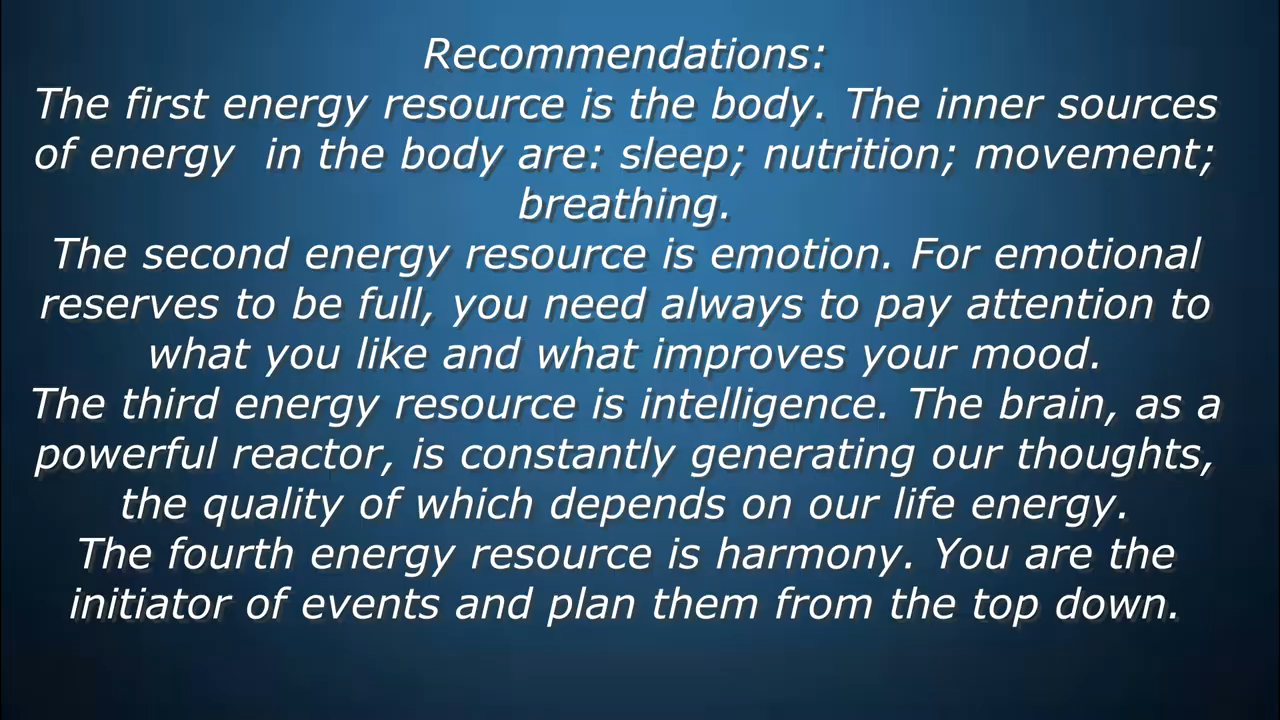 Recommendations:
The first energy resource is the body. The inner sources
of energy  in the body are: sleep; nutrition; movement;
breathing.
The second energy resource is emotion. For emotional
reserves to be full, you need always to pay attention to
what you like and what improves your mood.
The third energy resource is intelligence. The brain, as a
powerful reactor, is constantly generating our thoughts,
the quality of which depends on our life energy.
The fourth energy resource is harmony. You are the
initiator of events and plan them from the top down.